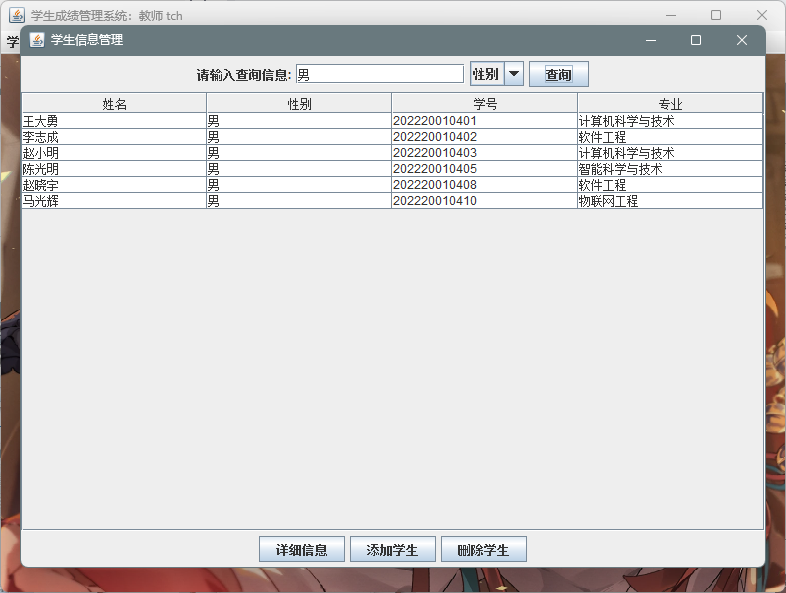 学生成绩管理系统：教师 tch
学
学生信息管理
请输入查询信息: 男 性别 查询
姓名 性别 学号 专业
王大勇 男 202220010401 计算机科学与技术
李志成 男 202220010402 软件工程
赵小明 男 202220010403 计算机科学与技术
陈光明 男 202220010405 智能科学与技术
赵晓宇 男 202220010408 软件工程
马光辉 男 202220010410 物联网工程
详细信息 添加学生 删除学生